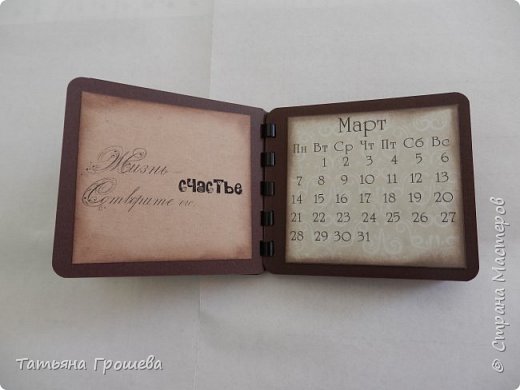 Жизнь
счастье
Сотворите его.
Март
Пн Вт Ср Чт Пт Сб Вс
1 2 3 4 5 6
7 8 9 10 11 12 13
14 15 16 17 18 19 20
21 22 23 24 25 26 27
28 29 30 31
Татьяна Грошева
© Страна Мастеров